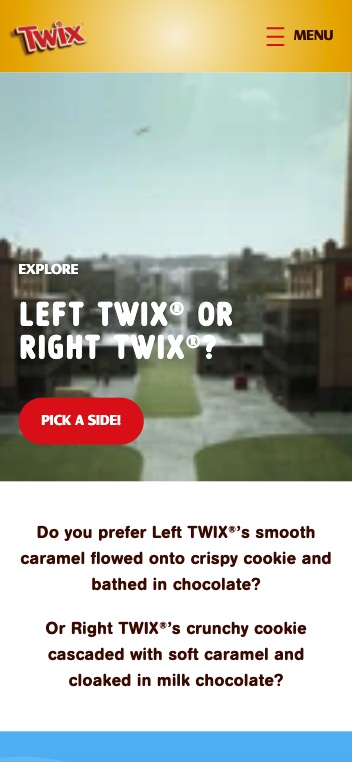 TWIX
MENU
EXPLORE
LEFT TWIX® OR
RIGHT TWIX®?
PICK A SIDE!
Do you prefer Left TWIX®’s smooth
caramel flowed onto crispy cookie and
bathed in chocolate?
Or Right TWIX®’s crunchy cookie
cascaded with soft caramel and
cloaked in milk chocolate?